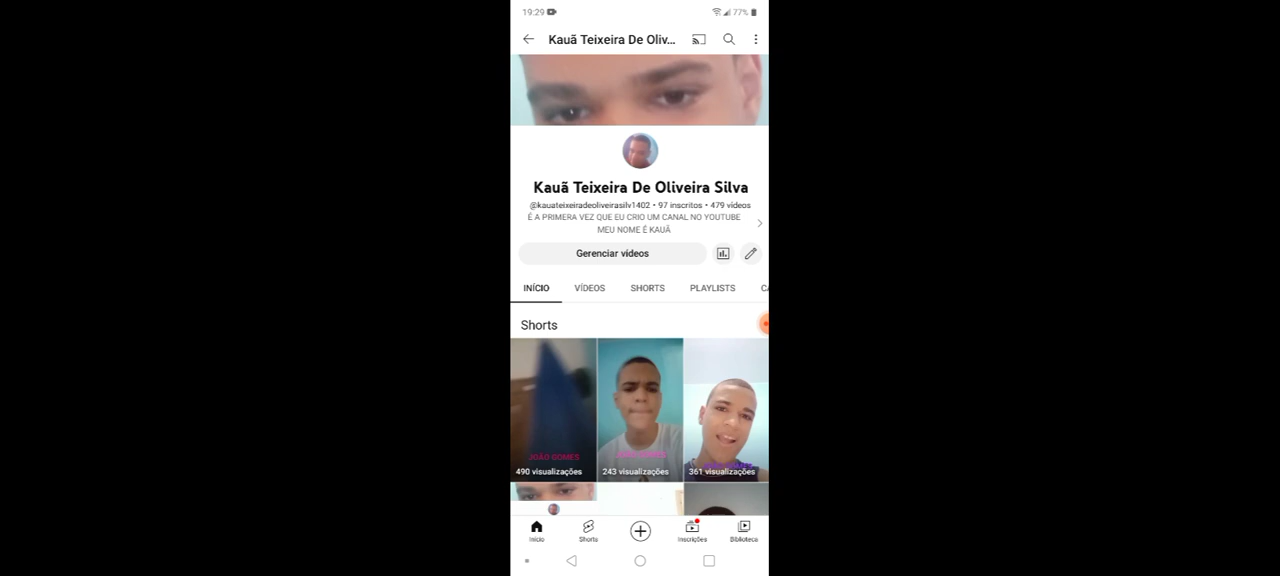 19:29
77%
Kauã Teixeira De Oliv...
Kauã Teixeira De Oliveira Silva
@kauateixeiradeoliveirasilv1402 • 97 inscritos • 479 vídeos
É A PRIMERA VEZ QUE EU CRIO UM CANAL NO YOUTUBE
MEU NOME É KAUÃ
Gerenciar vídeos
INÍCIO VÍDEOS SHORTS PLAYLISTS CA
Shorts
JOÃO GOMES
490 visualizações 243 visualizações 361 visualizações
Início Shorts Inscrições Biblioteca